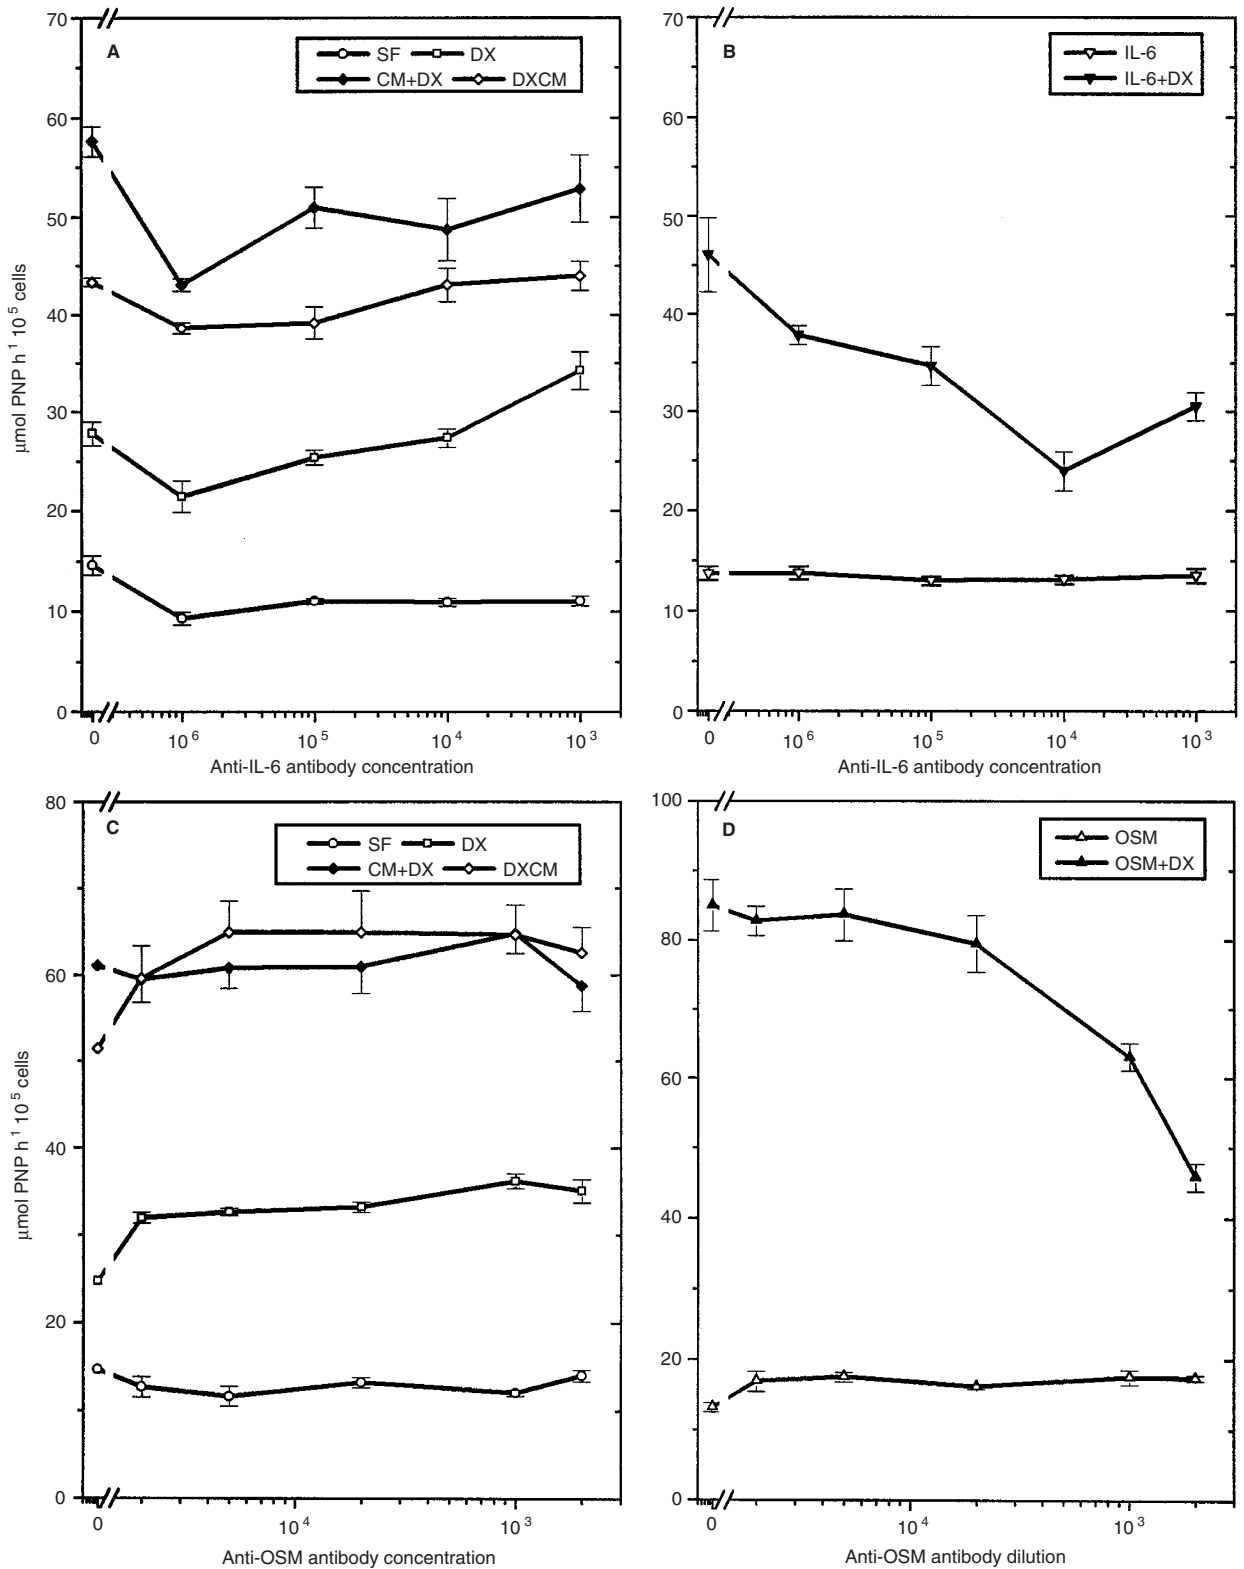 A
SF DX
CM+DX DXCM
70
60
50
40
30
20
10
0
µmol PNP h 1 10 5 cells
0 10 6 10 5 10 4 10 3
Anti-IL-6 antibody concentration
B
IL-6
IL-6+DX
70
60
50
40
30
20
10
0
0 10 6 10 5 10 4 10 3
Anti-IL-6 antibody concentration
C
SF DX
CM+DX DXCM
80
60
40
20
0
µmol PNP h 1 10 5 cells
0 10 4 10 3
Anti-OSM antibody concentration
D
OSM
OSM+DX
100
80
60
40
20
0
0 10 4 10 3
Anti-OSM antibody dilution